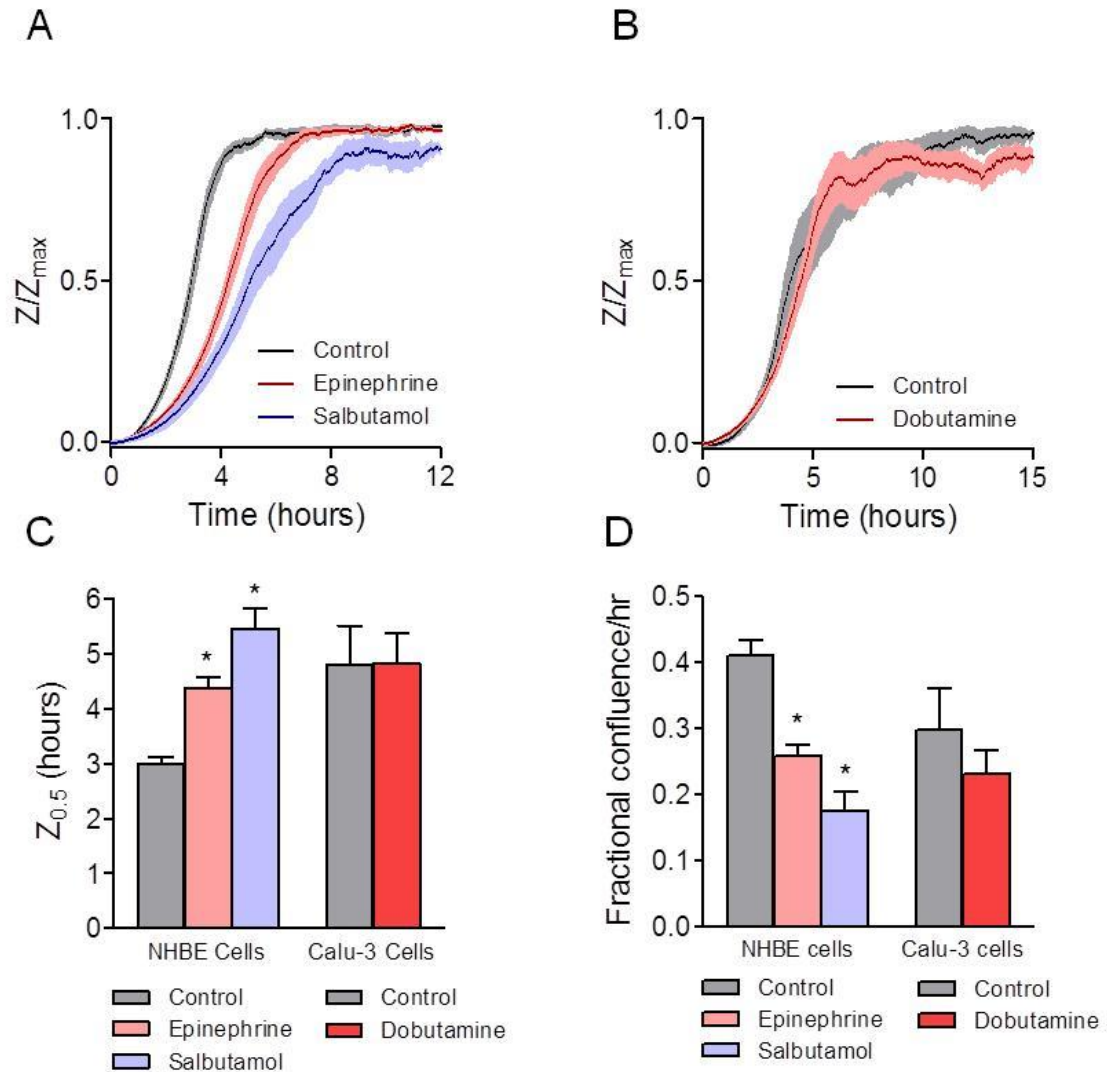 A
B
1.0
0.5
0.0
Z/Zmax
0
4
8
12
Time (hours)
Control
Epinephrine
Salbutamol
1.0
0.5
0.0
Z/Zmax
0
5
10
15
Time (hours)
Control
Dobutamine
C
D
6
5
4
3
2
1
0
Z0.5 (hours)
*
*
NHBE Cells
Calu-3 Cells
Control
Epinephrine
Salbutamol
Control
Dobutamine
0.5
0.4
0.3
0.2
0.1
0.0
Fractional confluence/hr
*
*
NHBE cells
Calu-3 cells
Control
Epinephrine
Salbutamol
Control
Dobutamine